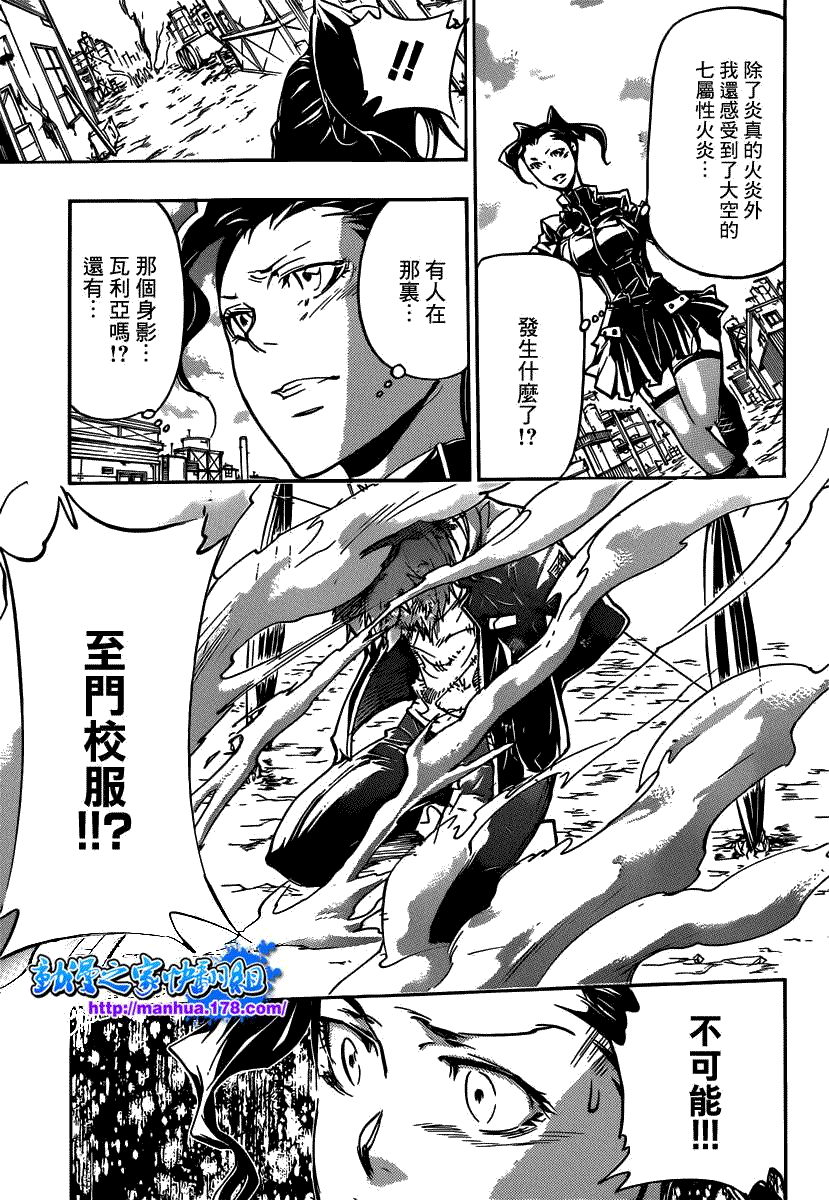 除了炎真的火炎外
我還感受到了大空的
七屬性火炎…
發生什麼了!?
!!
有人在
那裏…
那個身影…
瓦利亞嗎!?
還有…
至門校服
!!?
不可能!!!
動漫之家快翻組
http://manhua.178.com/